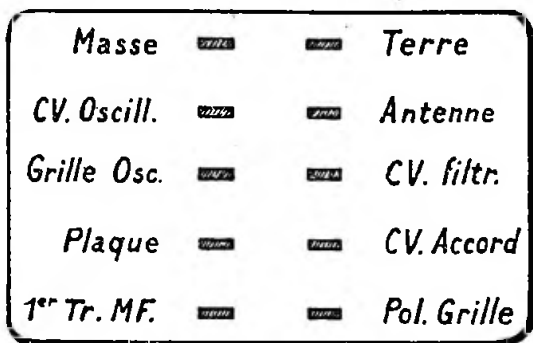 Masse Terre
CV. Oscill. Antenne
Grille Osc. CV. filtr.
Plaque CV. Accord
1er Tr. MF. Pol. Grille